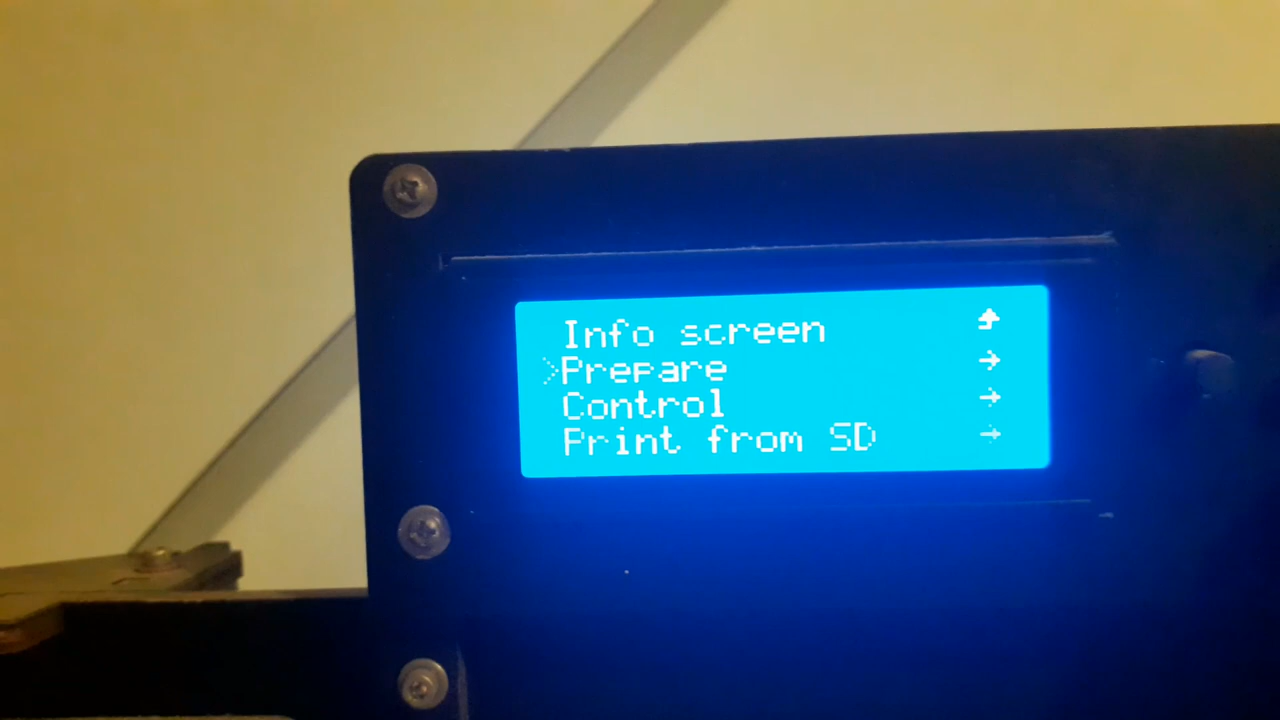 Info screen
>Prepare →
Control →
Print from SD →